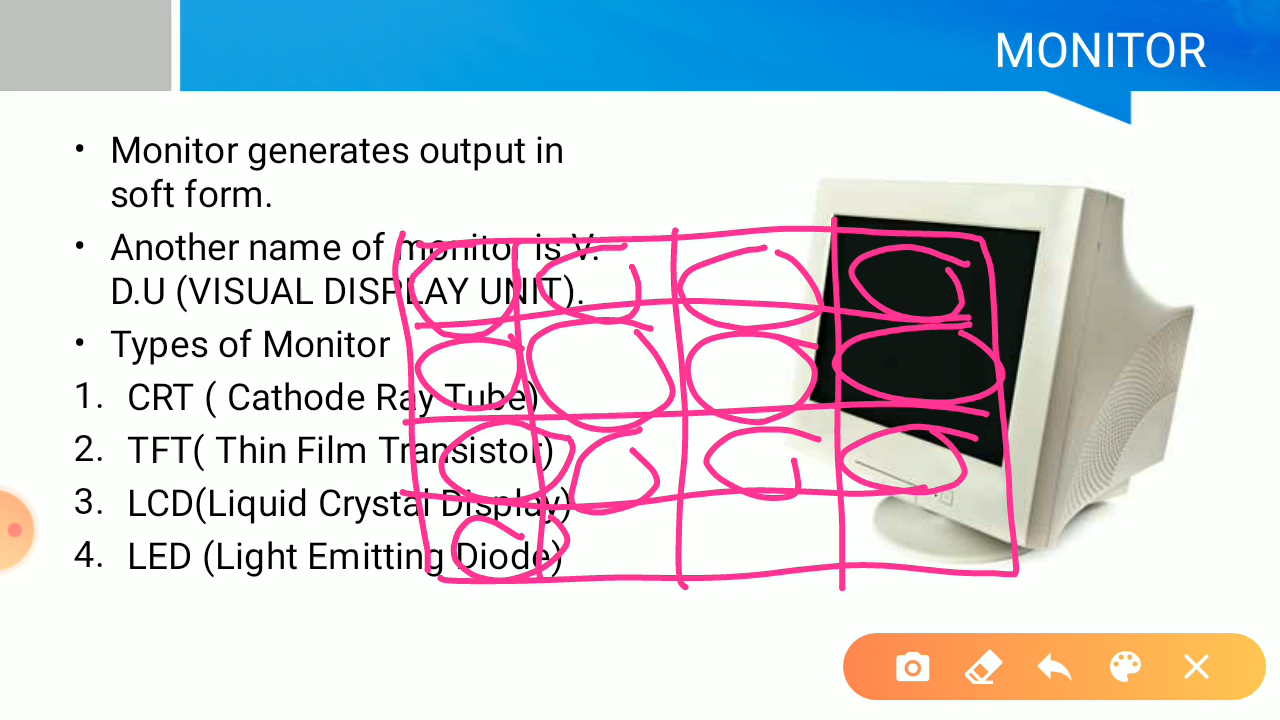 MONITOR
• Monitor generates output in
soft form.
• Another name of monitor is V.
D.U (VISUAL DISPLAY UNIT).
• Types of Monitor
1. CRT ( Cathode Ray Tube)
2. TFT( Thin Film Transistor)
3. LCD(Liquid Crystal Display)
4. LED (Light Emitting Diode)